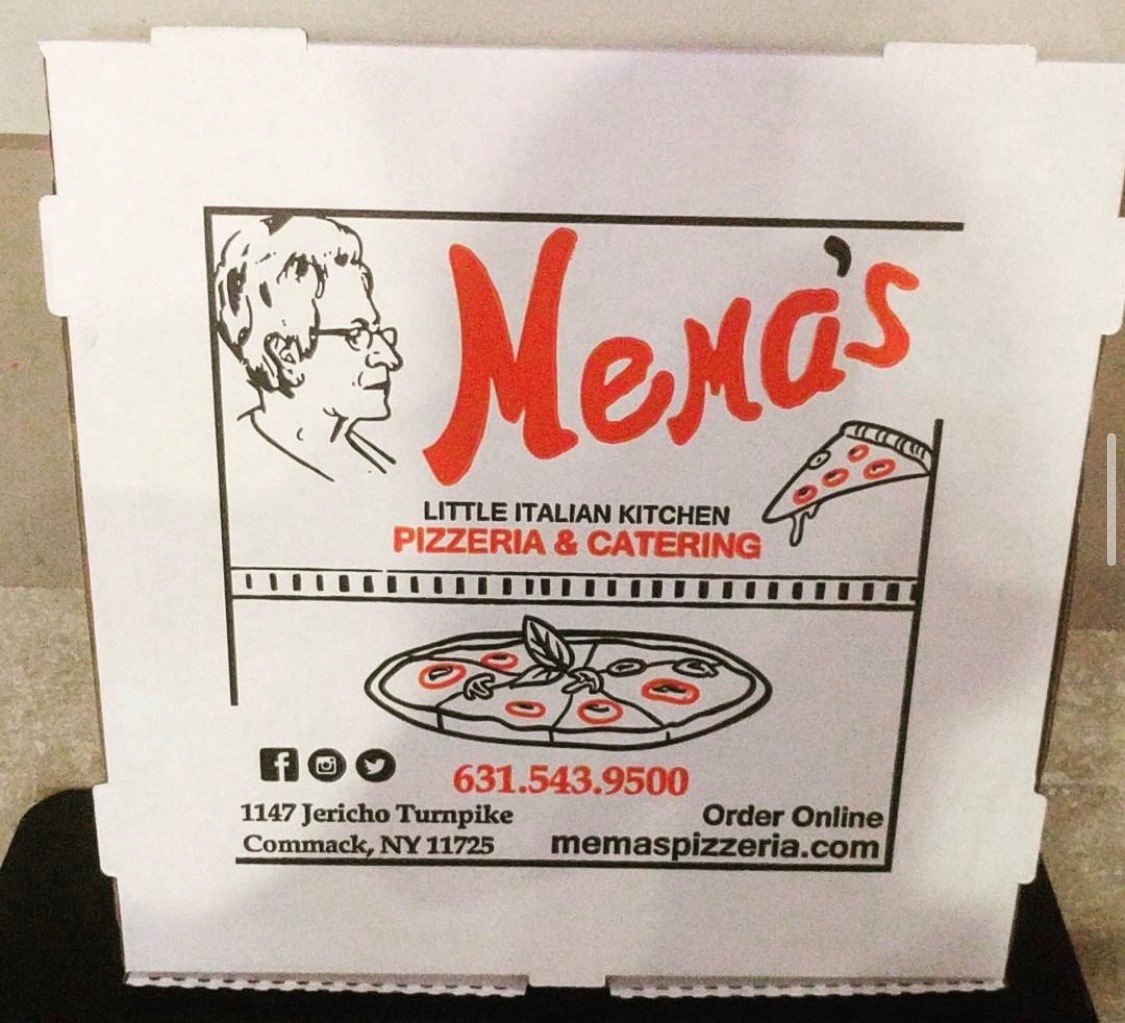 Mema's
LITTLE ITALIAN KITCHEN
PIZZERIA & CATERING
631.543.9500
1147 Jericho Turnpike
Commack, NY 11725
Order Online
memaspizzeria.com